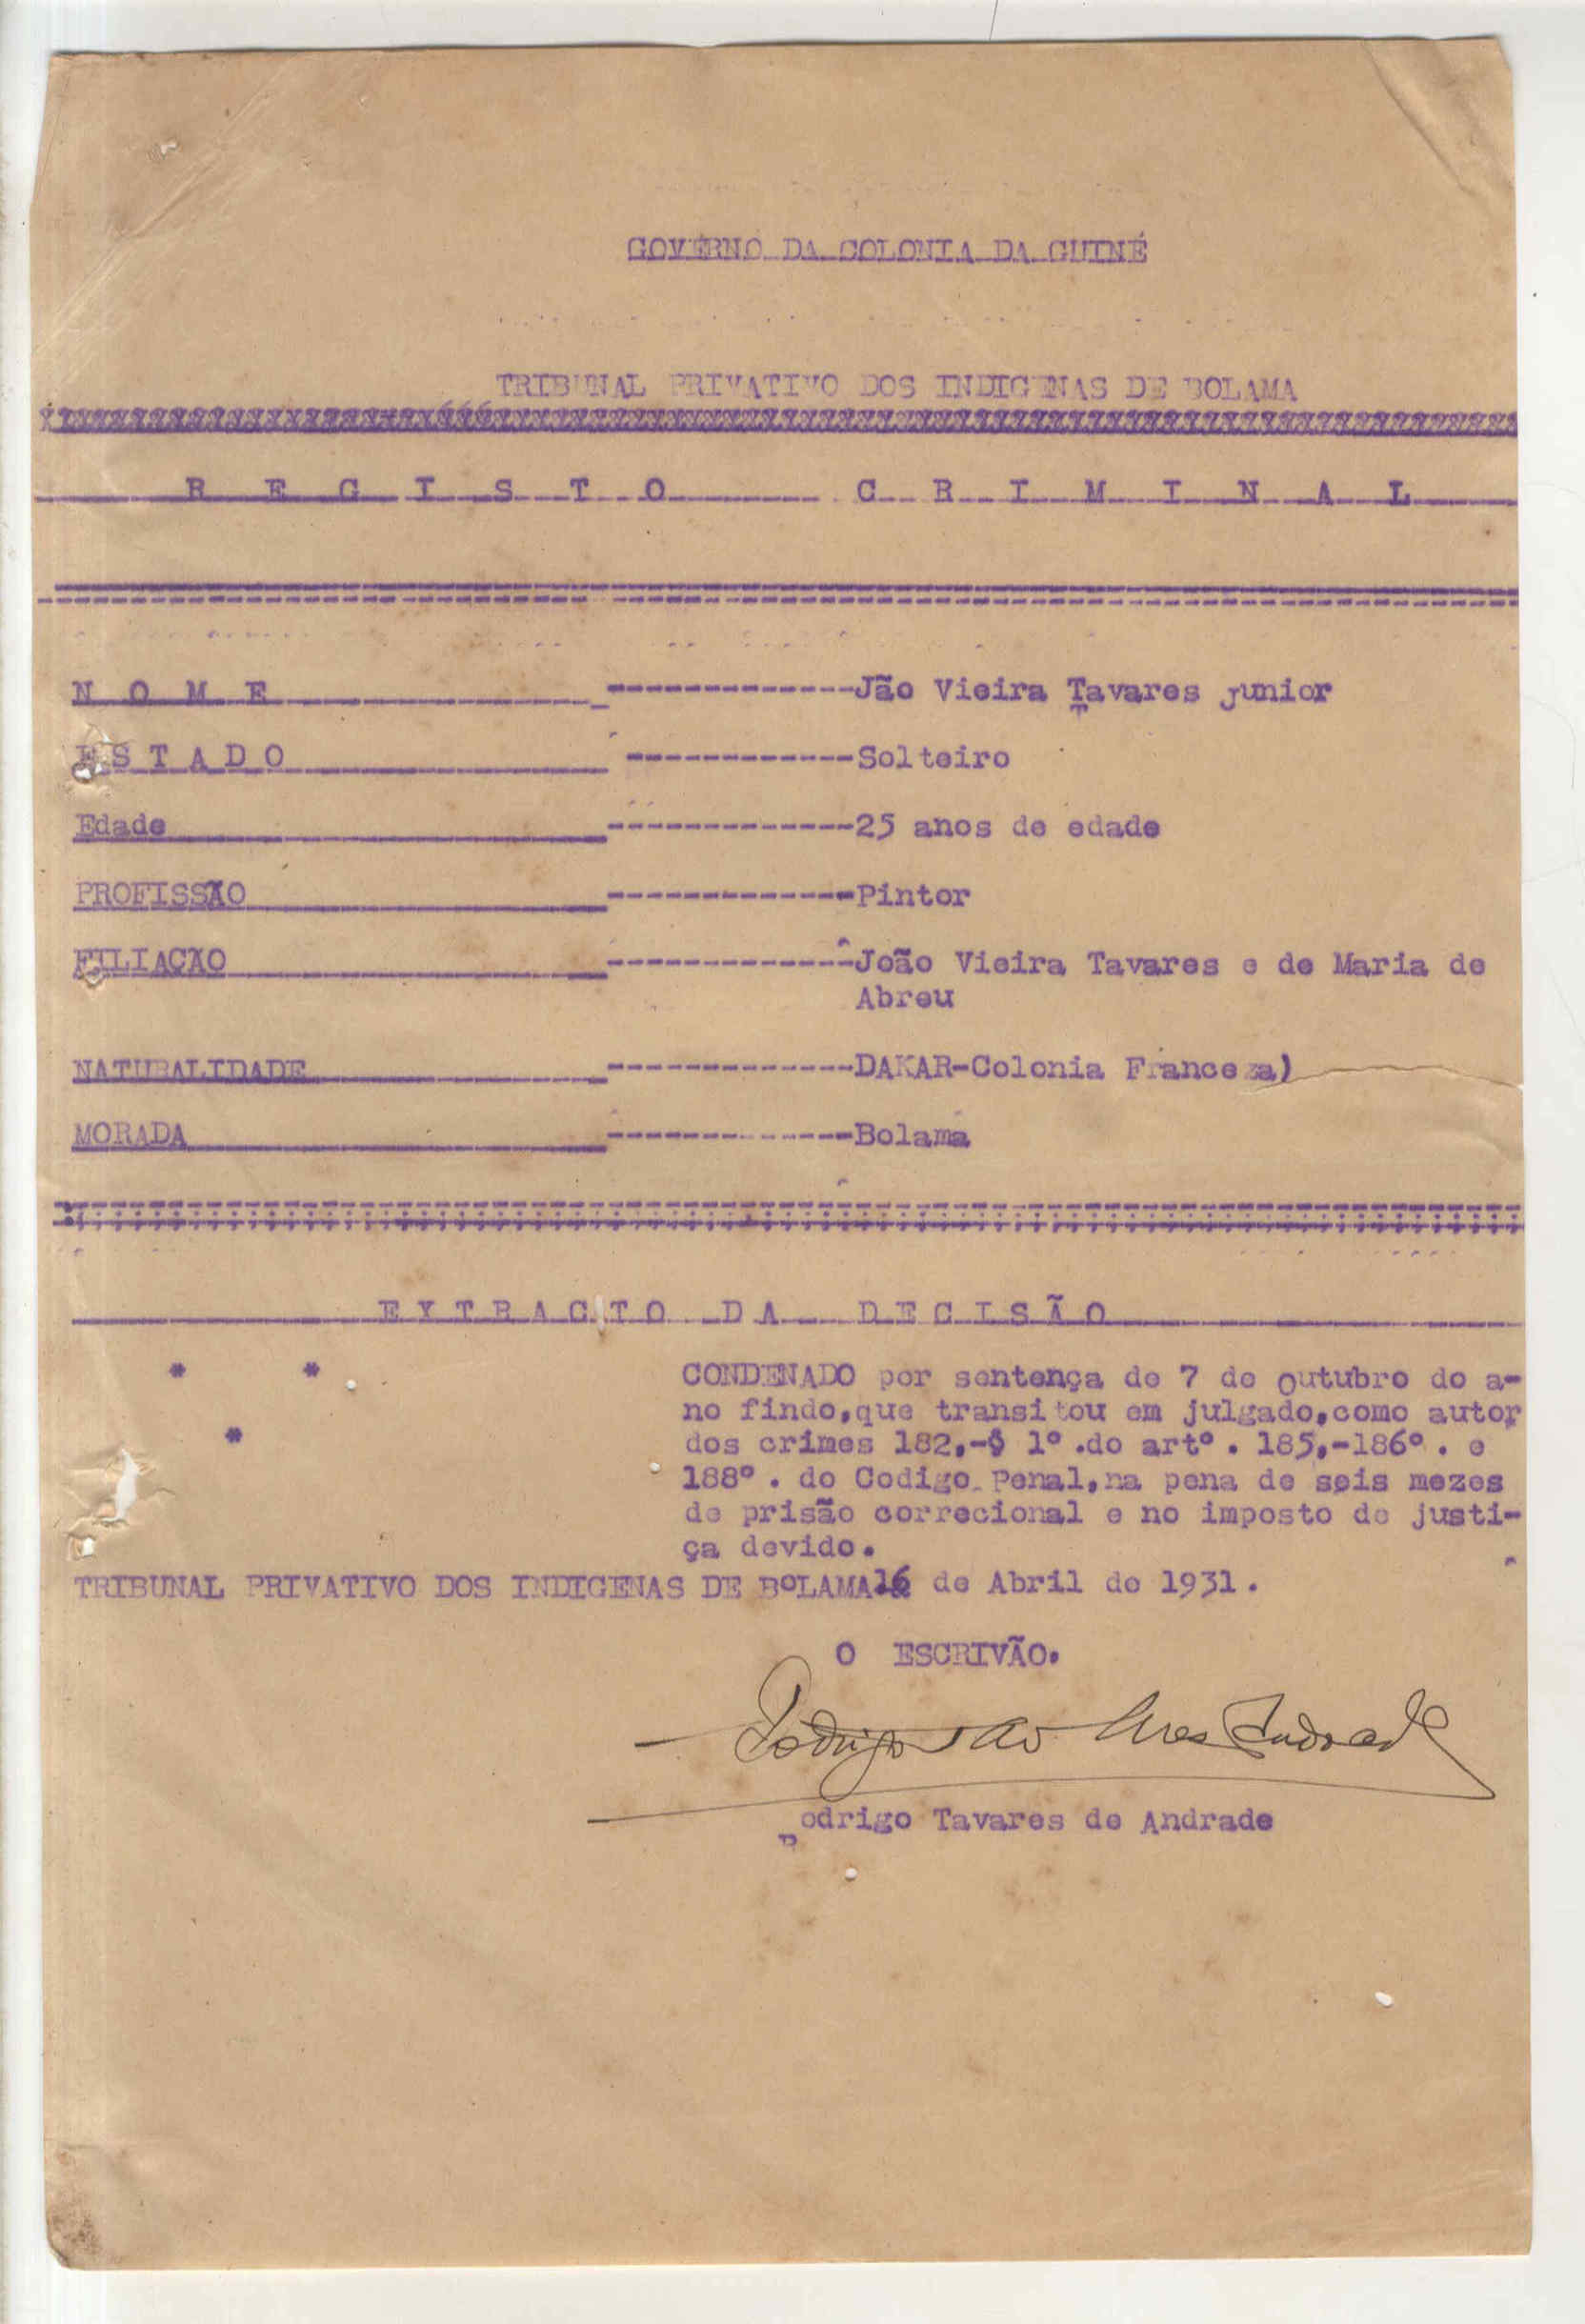 GOVÊRNO DA COLONIA DA GUINÉ
TRIBUNAL PRIVATIVO DOS INDIGENAS DE BOLAMA
R E G I S T O C R I M I N A L
N O M E -------------Jão Vieira Tavares junior
E S T A D O ------------Solteiro
Edade -------------25 anos de edade
PROFISSÃO -------------Pintor
FILIAÇÃO -------------João Vieira Tavares e de Maria de
Abreu
NATURALIDADE -------------DAKAR-Colonia Franceza)
MORADA -------------Bolama
E X T R A C T O D A D E C I S Ã O
* * CONDENADO por sentença de 7 de outubro do a-
no findo,que transitou em julgado,como autor
* dos crimes 182,-§ 1º .do artº . 185,-186º . e
188º . do Codigo Penal,na pena de seis mezes
de prisão correcional e no imposto de justi-
ça devido.
TRIBUNAL PRIVATIVO DOS INDIGENAS DE BOLAMA16 de Abril de 1931.
O ESCRIVÃO.
Rodrigo Tavares Andrade
Rodrigo Tavares de Andrade